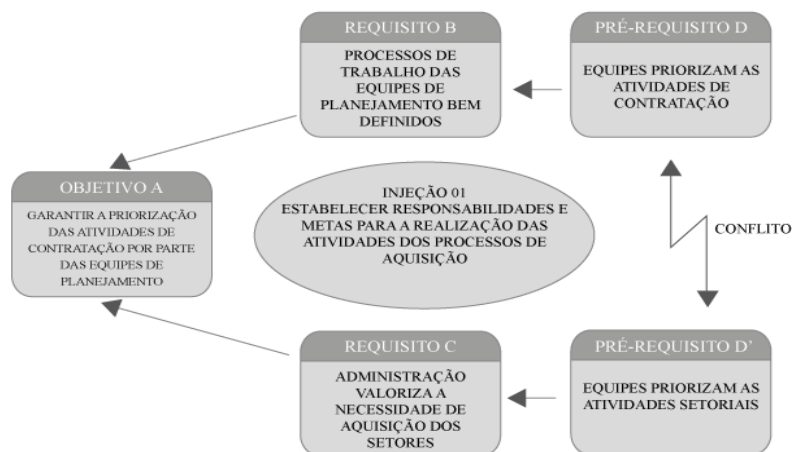 REQUISITO B
PROCESSOS DE
TRABALHO DAS
EQUIPES DE
PLANEJAMENTO BEM
DEFINIDOS
PRÉ-REQUISITO D
EQUIPES PRIORIZAM AS
ATIVIDADES DE
CONTRATAÇÃO
OBJETIVO A
GARANTIR A PRIORIZAÇÃO
DAS ATIVIDADES DE
CONTRATAÇÃO POR PARTE
DAS EQUIPES DE
PLANEJAMENTO
INJEÇÃO 01
ESTABELECER RESPONSABILIDADES E
METAS PARA A REALIZAÇÃO DAS
ATIVIDADES DOS PROCESSOS DE
AQUISIÇÃO
CONFLITO
REQUISITO C
ADMINISTRAÇÃO
VALORIZA A
NECESSIDADE DE
AQUISIÇÃO DOS
SETORES
PRÉ-REQUISITO D’
EQUIPES PRIORIZAM AS
ATIVIDADES SETORIAIS